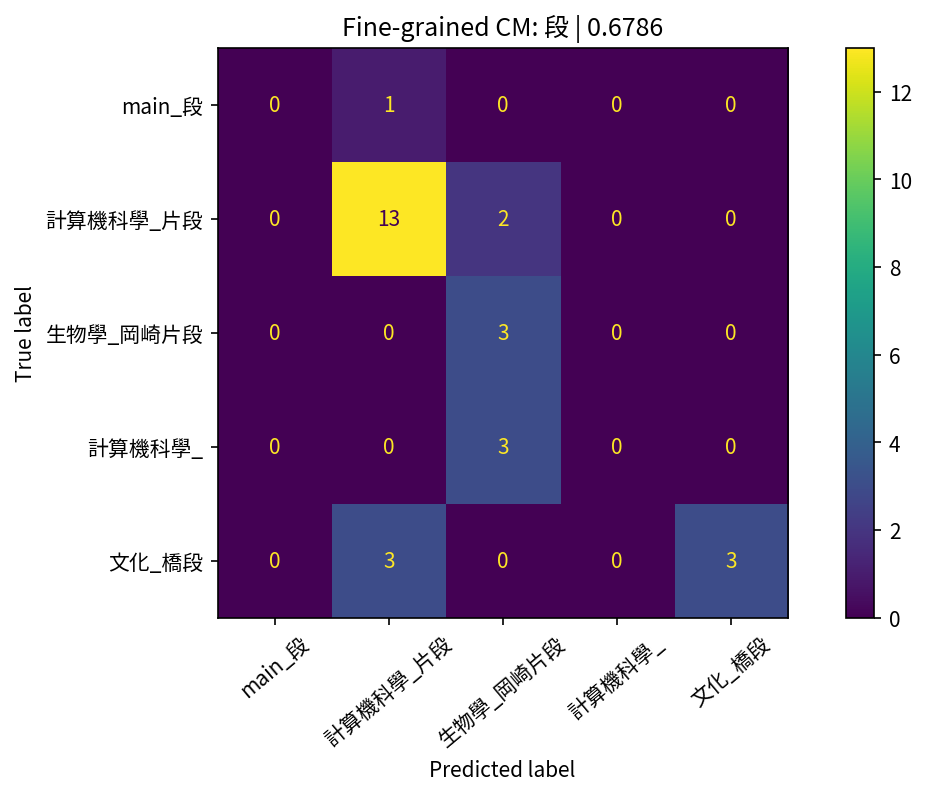 Fine-grained CM: 段 | 0.6786
True label
main_段 0 1 0 0 0
計算機科學_片段 0 13 2 0 0
生物學_岡崎片段 0 0 3 0 0
計算機科學_ 0 0 3 0 0
文化_橋段 0 3 0 0 3
main_段 計算機科學_片段 生物學_岡崎片段 計算機科學_ 文化_橋段
Predicted label
12
10
8
6
4
2
0